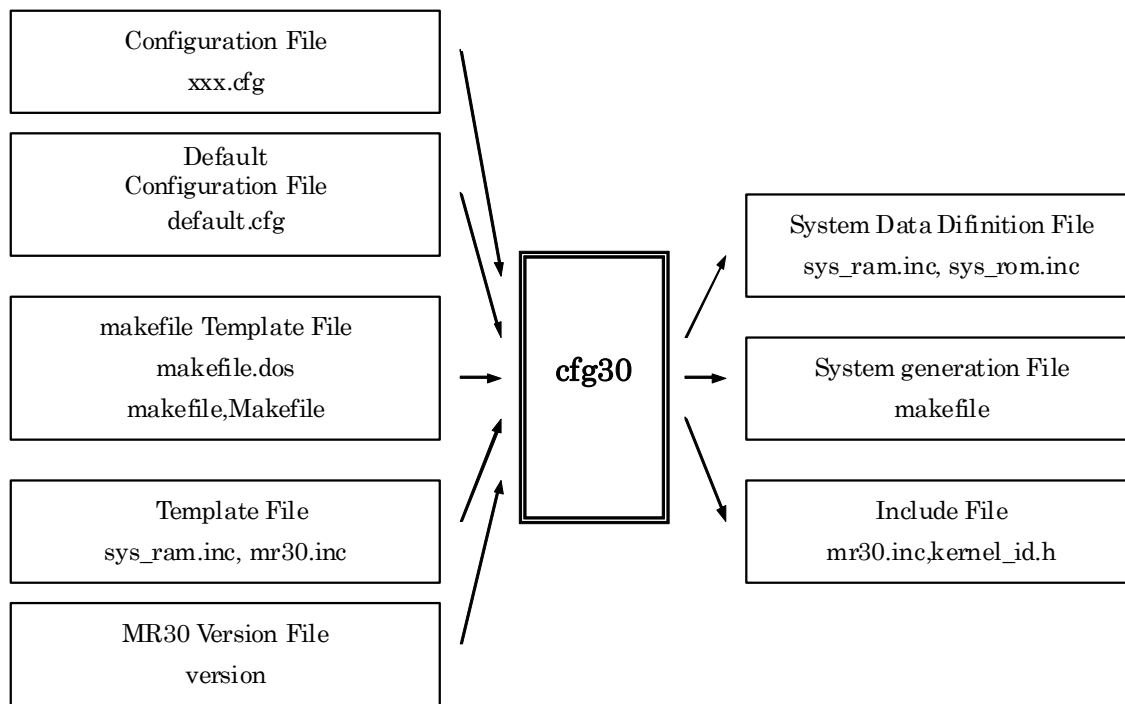 Configuration File
xxx.cfg
Default
Configuration File
default.cfg
makefile Template File
makefile.dos
makefile,Makefile
Template File
sys_ram.inc, mr30.inc
MR30 Version File
version
cfg30
System Data Difinition File
sys_ram.inc, sys_rom.inc
System generation File
makefile
Include File
mr30.inc,kernel_id.h